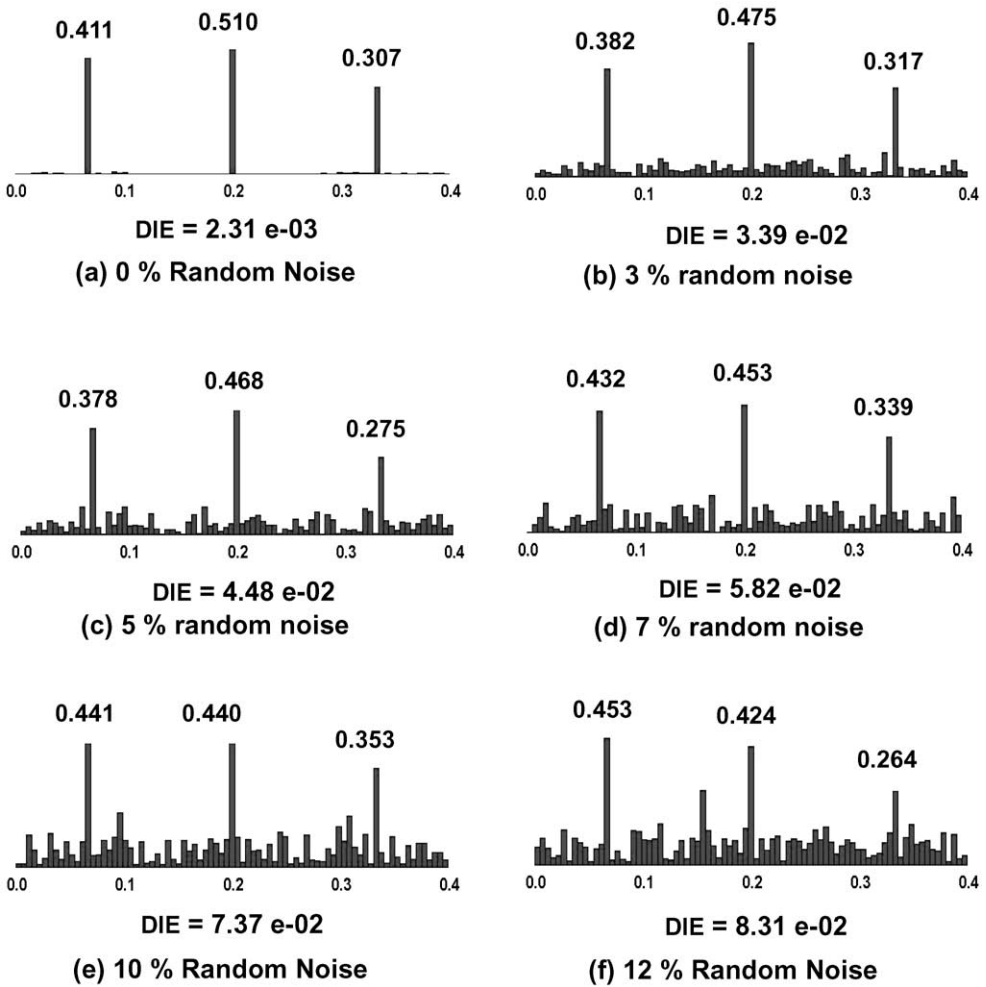 0.411 0.510 0.307
0.0 0.1 0.2 0.3 0.4
DIE = 2.31 e-03
(a) 0 % Random Noise
0.382 0.475 0.317
0.0 0.1 0.2 0.3 0.4
DIE = 3.39 e-02
(b) 3 % random noise
0.378 0.468 0.275
0.0 0.1 0.2 0.3 0.4
DIE = 4.48 e-02
(c) 5 % random noise
0.432 0.453 0.339
0.0 0.1 0.2 0.3 0.4
DIE = 5.82 e-02
(d) 7 % random noise
0.441 0.440 0.353
0.0 0.1 0.2 0.3 0.4
DIE = 7.37 e-02
(e) 10 % Random Noise
0.453 0.424 0.264
0.0 0.1 0.2 0.3 0.4
DIE = 8.31 e-02
(f) 12 % Random Noise